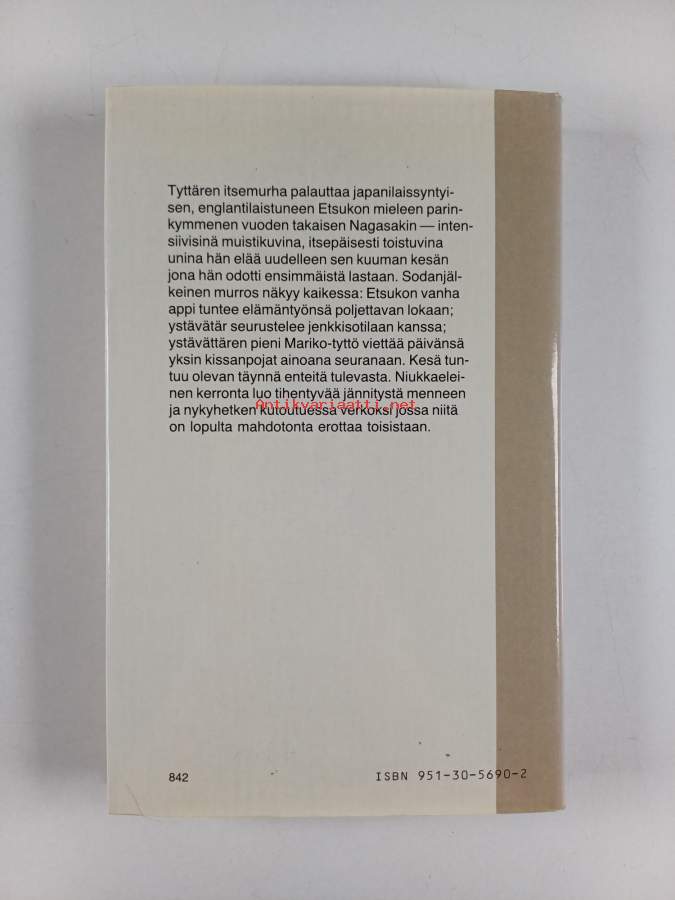 Tyttären itsemurha palauttaa japanilaissyntyi-
sen, englantilaistuneen Etsukon mieleen parin-
kymmenen vuoden takaisen Nagasakin — inten-
siivisinä muistikuvina, itsepäisesti toistuvina
unina hän elää uudelleen sen kuuman kesän
jona hän odotti ensimmäistä lastaan. Sodanjäl-
keinen murros näkyy kaikessa: Etsukon vanha
appi tuntee elämäntyönsä poljettavan lokaan;
ystävätär seurustelee jenkkisotilaan kanssa;
ystävättären pieni Mariko-tyttö viettää päivänsä
yksin kissanpojat ainoana seuranaan. Kesä tun-
tuu olevan täynnä enteitä tulevasta. Niukkaelei-
nen kerronta luo tihentyvää jännitystä menneen
ja nykyhetken kutoutuessa verkoksi jossa niitä
Antikvariaatti.net
on lopulta mahdotonta erottaa toisistaan.
842
ISBN 951-30-5690-2